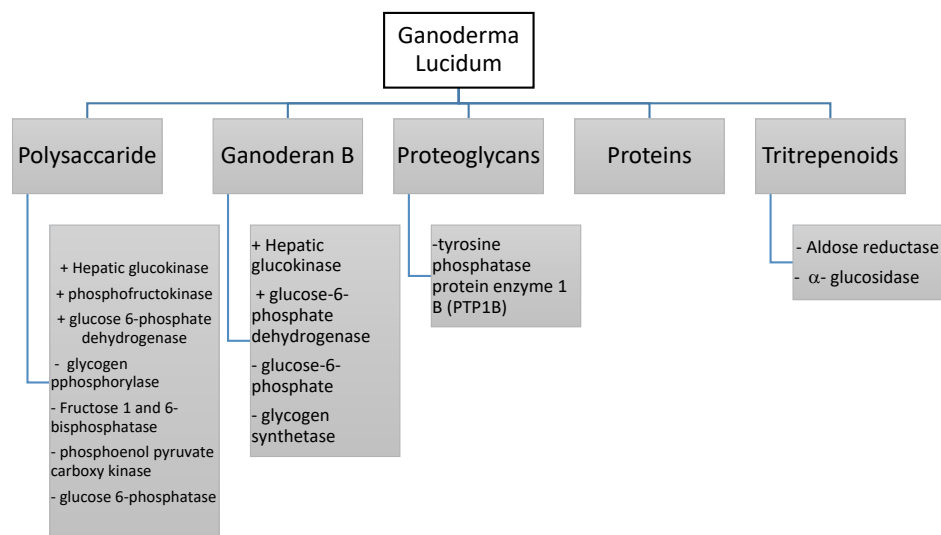 Ganoderma
Lucidum
Polysaccaride
Ganoderan B
Proteoglycans
Proteins
Tritrepenoids
+ Hepatic glucokinase
+ phosphofructokinase
+ glucose 6-phosphate
dehydrogenase
- glycogen
pphosphorylase
- Fructose 1 and 6-
bisphosphatase
- phosphoenol pyruvate
carboxy kinase
- glucose 6-phosphatase
+ Hepatic
glucokinase
+ glucose-6-
phosphate
dehydrogenase
- glucose-6-
phosphate
- glycogen
synthetase
-tyrosine
phosphatase
protein enzyme 1
B (PTP1B)
- Aldose reductase
- α- glucosidase